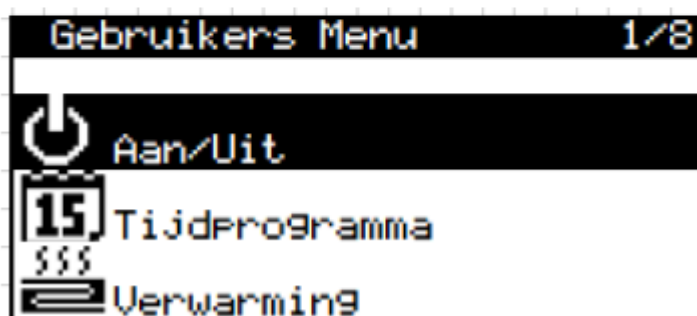 Gebruikers Menu 1/8
Aan/Uit
15
Tijdprogramma
Verwarming